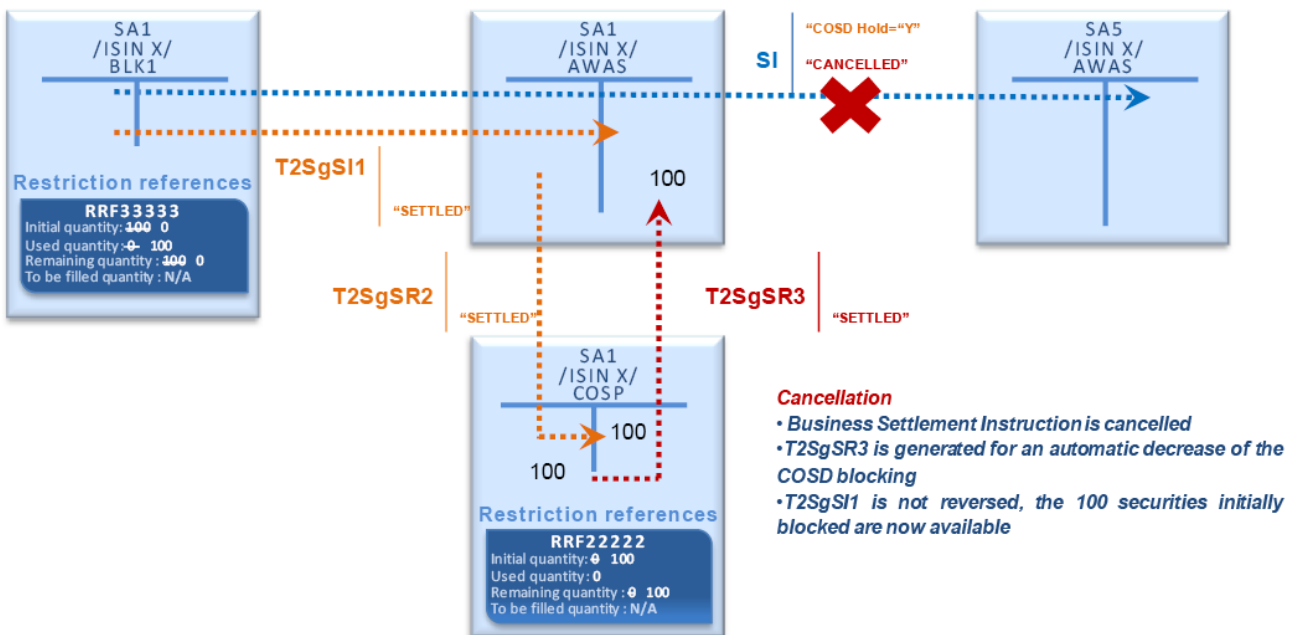 SA1
/ISIN X/
BLK1
Restriction references
RRF33333
Initial quantity: 100 0
Used quantity: 0 100
Remaining quantity : 100 0
To be filled quantity : N/A
T2SgSI1
“SETTLED”
SA1
/ISIN X/
AWAS
100
SI
“COSD Hold=“Y”
“CANCELLED”
SA5
/ISIN X/
AWAS
T2SgSR2
“SETTLED”
T2SgSR3
“SETTLED”
SA1
/ISIN X/
COSP
100
100
Restriction references
RRF22222
Initial quantity: 0 100
Used quantity: 0
Remaining quantity : 0 100
To be filled quantity : N/A
Cancellation
• Business Settlement Instruction is cancelled
•T2SgSR3 is generated for an automatic decrease of the
COSD blocking
•T2SgSI1 is not reversed, the 100 securities initially
blocked are now available